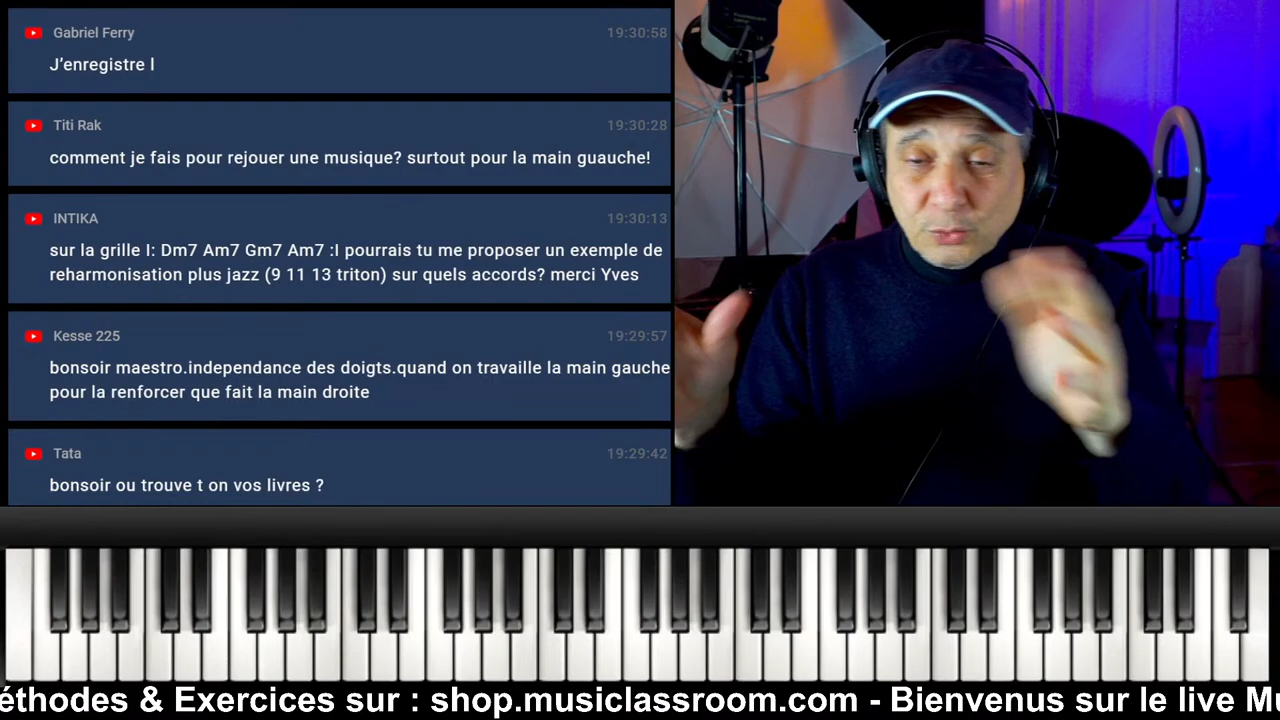 Gabriel Ferry 19:30:58
J’enregistre l
Titi Rak 19:30:28
comment je fais pour rejouer une musique? surtout pour la main guauche!
INTIKA 19:30:13
sur la grille I: Dm7 Am7 Gm7 Am7 :I pourrais tu me proposer un exemple de
reharmonisation plus jazz (9 11 13 triton) sur quels accords? merci Yves
Kesse 225 19:29:57
bonsoir maestro.independance des doigts.quand on travaille la main gauche
pour la renforcer que fait la main droite
Tata 19:29:42
bonsoir ou trouve t on vos livres ?
éthodes & Exercices sur : shop.musiclassroom.com - Bienvenus sur le live Mu